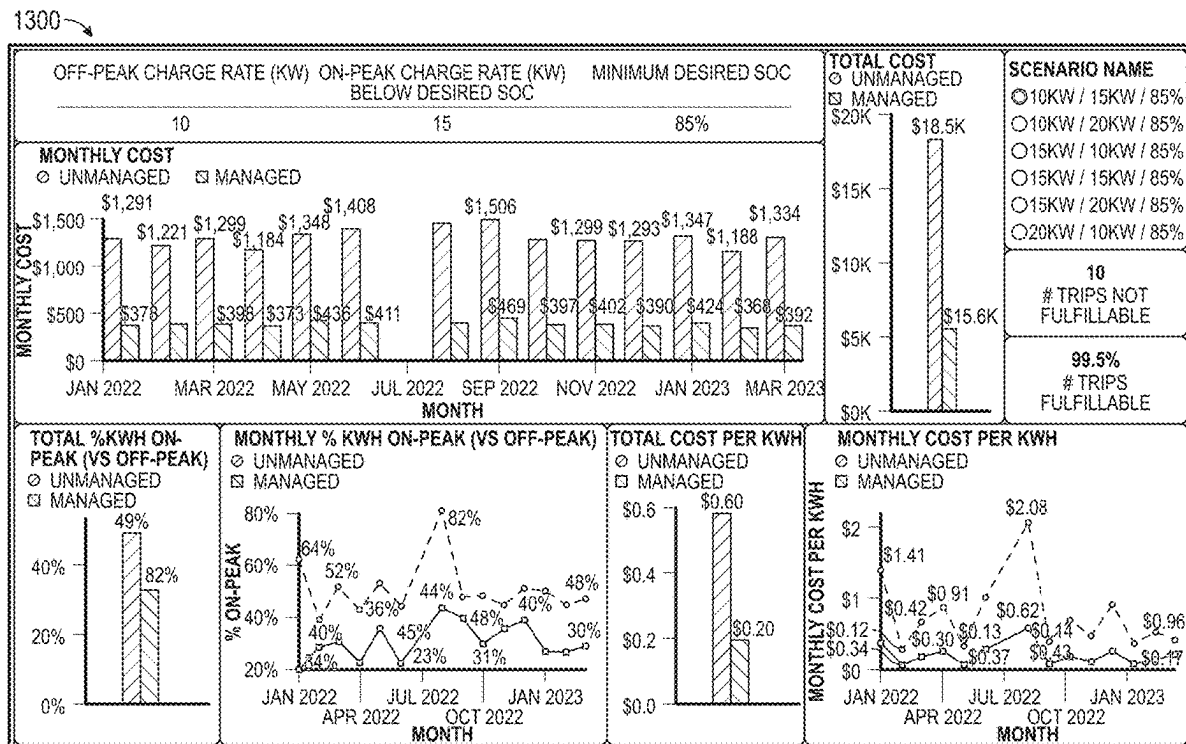 1300
OFF-PEAK CHARGE RATE (KW) ON-PEAK CHARGE RATE (KW) MINIMUM DESIRED SOC
BELOW DESIRED SOC
10 15 85%
MONTHLY COST
UNMANAGED MANAGED
MONTHLY COST
$1,500
$1,000
$500
$0
$1,291
$1,221
$1,299
$1,184
$1,348
$1,408
$1,506
$1,299
$1,293
$1,347
$1,188
$1,334
$378
$398
$373
$436
$411
$469
$397
$402
$390
$424
$368
$392
JAN 2022 MAR 2022 MAY 2022 JUL 2022 SEP 2022 NOV 2022 JAN 2023 MAR 2023
MONTH
TOTAL COST
UNMANAGED
MANAGED
$20K
$18.5K
$15K
$10K
$15.6K
$5K
$0K
SCENARIO NAME
10KW / 15KW / 85%
10KW / 20KW / 85%
15KW / 10KW / 85%
15KW / 15KW / 85%
15KW / 20KW / 85%
20KW / 10KW / 85%
10
# TRIPS NOT
FULFILLABLE
99.5%
# TRIPS
FULFILLABLE
TOTAL %KWH ON-
PEAK (VS OFF-PEAK)
UNMANAGED
MANAGED
49%
82%
40%
20%
0%
MONTHLY % KWH ON-PEAK (VS OFF-PEAK)
UNMANAGED
MANAGED
% ON-PEAK
80%
60%
40%
20%
64%
40%
34%
52%
36%
45%
23%
82%
44%
48%
31%
40%
48%
30%
JAN 2022 JUL 2022 JAN 2023
APR 2022 OCT 2022
MONTH
TOTAL COST PER KWH
UNMANAGED
MANAGED
$0.6
$0.60
$0.4
$0.2
$0.20
$0.0
MONTHLY COST PER KWH
UNMANAGED
MANAGED
MONTHLY COST PER KWH
$2
$1
$0
$1.41
$0.12
$0.34
$0.42
$0.91
$0.30
$0.13
$0.37
$2.08
$0.62
$0.14
$0.43
$0.96
$0.17
JAN 2022 JUL 2022 JAN 2023
APR 2022 OCT 2022
MONTH